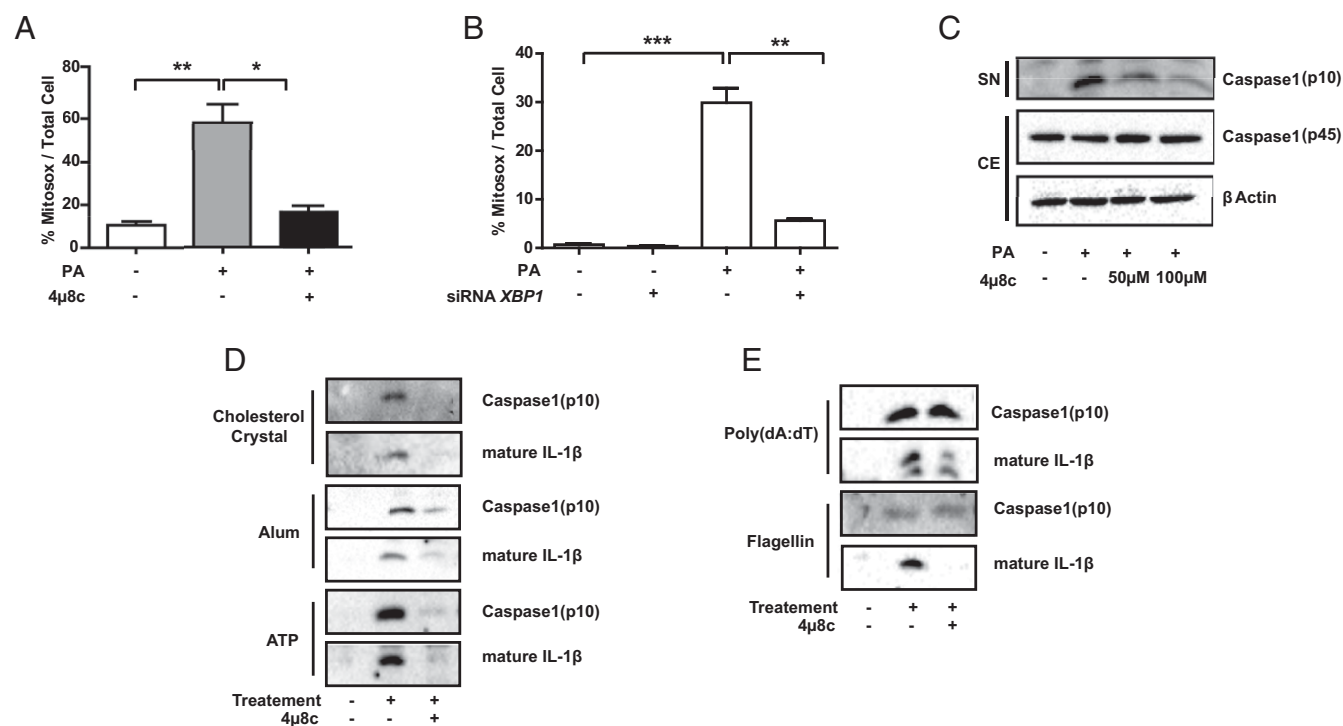 A
% Mitosox / Total Cell
80
60
40
20
0
** *
PA - + +
4µ8c - - +
B
% Mitosox / Total Cell
40
30
20
10
0
*** **
PA - - + +
siRNA XBP1 - + - +
C
SN
Caspase1(p10)
CE
Caspase1(p45)
β Actin
PA - + + +
4µ8c - - 50µM 100µM
D
Cholesterol
Crystal
Caspase1(p10)
mature IL-1β
Alum
Caspase1(p10)
mature IL-1β
ATP
Caspase1(p10)
mature IL-1β
Treatement - + +
4µ8c - - +
E
Poly(dA:dT)
Caspase1(p10)
mature IL-1β
Flagellin
Caspase1(p10)
mature IL-1β
Treatement - + +
4µ8c - - +